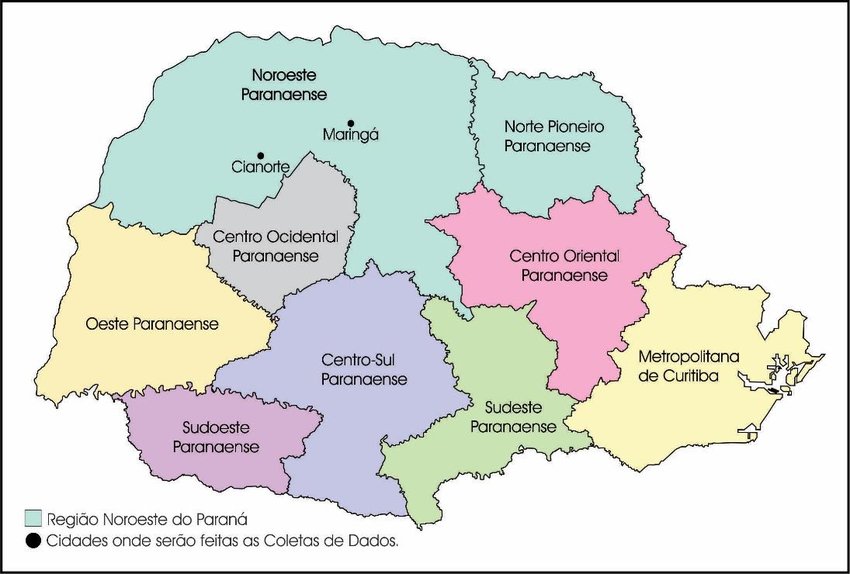 Noroeste
Paranaense
Maringá
Cianorte
Norte Pioneiro
Paranaense
Centro Ocidental
Paranaense
Centro Oriental
Paranaense
Oeste Paranaense
Centro-Sul
Paranaense
Metropolitana
de Curitiba
Sudoeste
Paranaense
Sudeste
Paranaense
Região Noroeste do Paraná
Cidades onde serão feitas as Coletas de Dados.